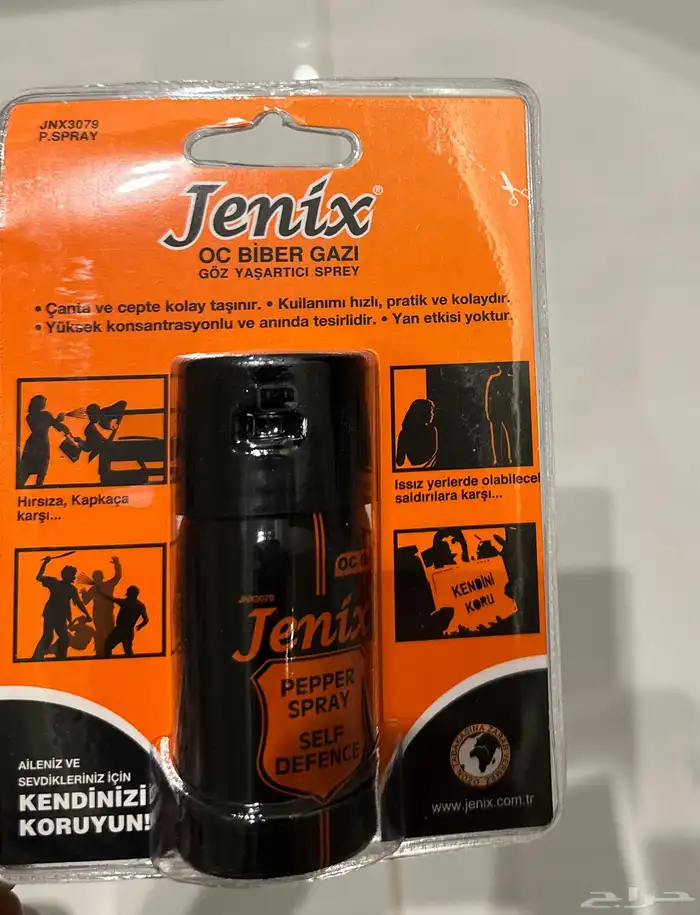 JNX3079
P.SPRAY
Jenix®
OC BİBER GAZI
GÖZ YAŞARTICI SPREY
• Çanta ve cepte kolay taşınır. • Kullanımı hızlı, pratik ve kolaydır.
• Yüksek konsantrasyonlu ve anında tesirlidir. • Yan etkisi yoktur.
Hırsıza, Kapkaça
karşı...
Issız yerlerde olabilecel
saldırılara karşı...
KENDİNİ
KORU
OC G
JNX3079
Jenix
PEPPER
SPRAY
SELF
DEFENCE
AİLENİZ VE
SEVDİKLERİNİZ İÇİN
KENDİNİZİ
KORUYUN!
www.jenix.com.tr
حراج